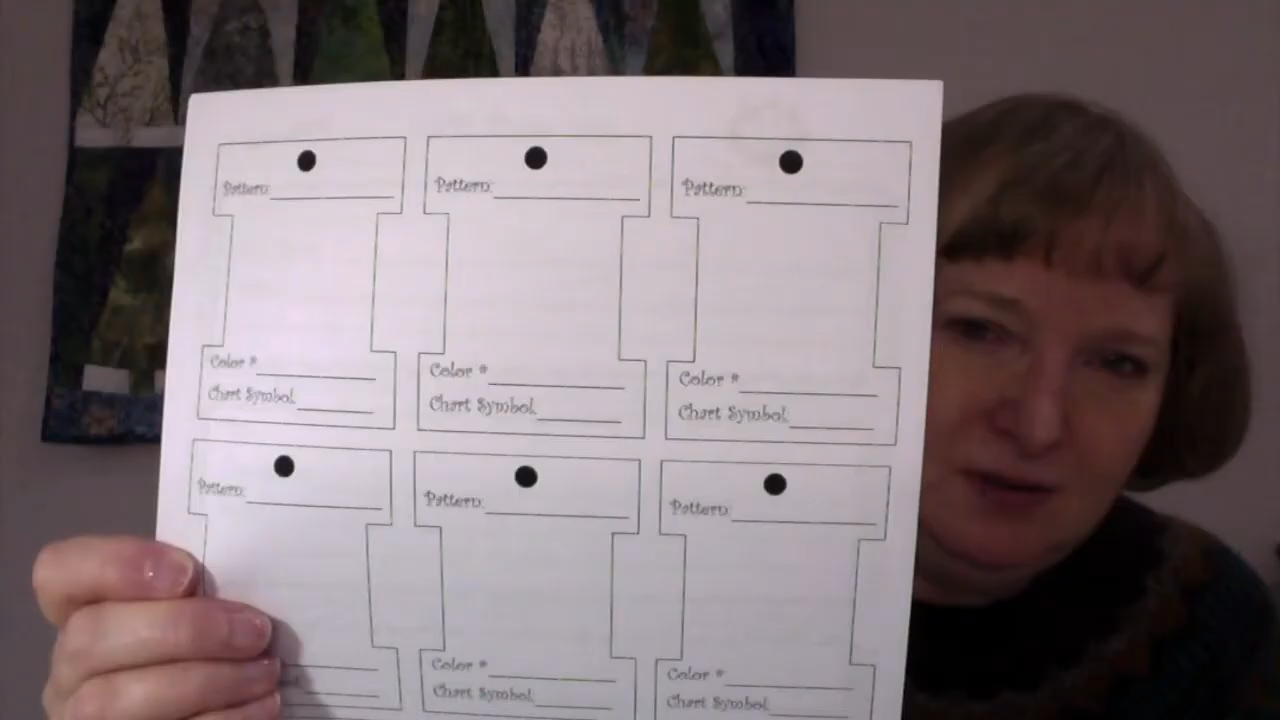 Pattern: Pattern: Pattern:
Color # Color # Color #
Chart Symbol Chart Symbol Chart Symbol
Pattern: Pattern: Pattern:
Color # Color #
Chart Symbol Chart Symbol